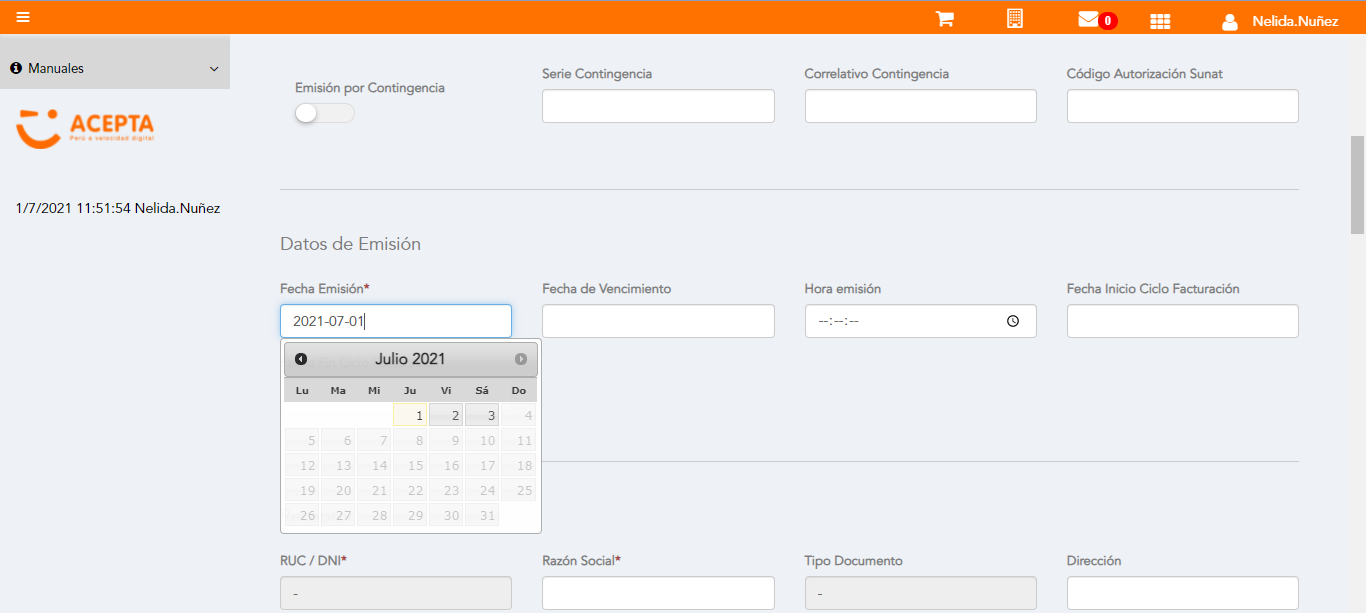 0
Nelida.Nuñez
Manuales
ACEPTA
Perú a velocidad digital
1/7/2021 11:51:54 Nelida.Nuñez
Emisión por Contingencia
Serie Contingencia
Correlativo Contingencia
Código Autorización Sunat
Datos de Emisión
Fecha Emisión*
Fecha de Vencimiento
Hora emisión
Fecha Inicio Ciclo Facturación
2021-07-01
--:--:--
Julio 2021
Lu Ma Mi Ju Vi Sá Do
1 2 3 4
5 6 7 8 9 10 11
12 13 14 15 16 17 18
19 20 21 22 23 24 25
26 27 28 29 30 31
RUC / DNI*
Razón Social*
Tipo Documento
Dirección
-
-